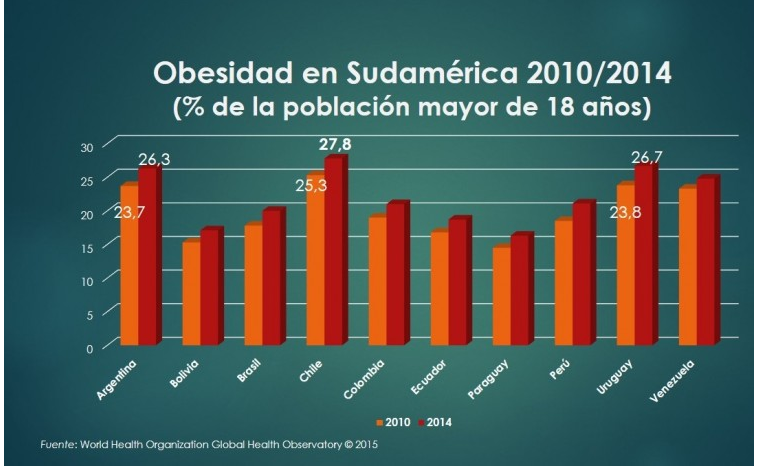 Obesidad en Sudamérica 2010/2014
(% de la población mayor de 18 años)
30
25
20
15
10
5
0
26,3
23,7
27,8
25,3
26,7
23,8
Argentina
Bolivia
Brasil
Chile
Colombia
Ecuador
Paraguay
Perú
Uruguay
Venezuela
2010 2014
Fuente: World Health Organization Global Health Observatory © 2015